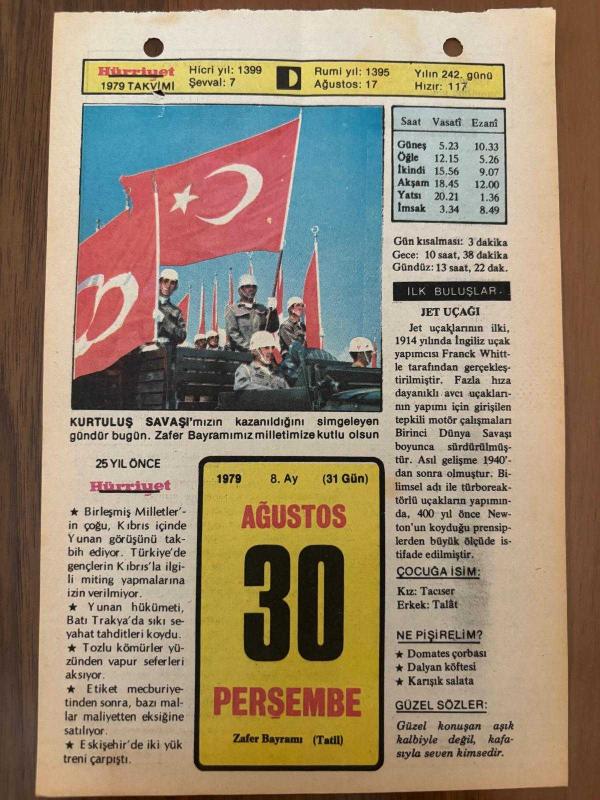 Hürriyet
1979 TAKVİMİ
Hicri yıl: 1399
Şevval: 7
Rumi yıl: 1395
Ağustos: 17
Yılın 242. günü
Hızır: 117
Saat Vasatî Ezanî
Güneş 5.23 10.33
Öğle 12.15 5.26
İkindi 15.56 9.07
Akşam 18.45 12.00
Yatsı 20.21 1.36
İmsak 3.34 8.49
Gün kısalması: 3 dakika
Gece: 10 saat, 38 dakika
Gündüz: 13 saat, 22 dak.
İLK BULUŞLAR
JET UÇAĞI
Jet uçaklarının ilki,
1914 yılında İngiliz uçak
yapımcısı Franck Whitt-
le tarafından gerçekleş-
tirilmiştir. Fazla hıza
dayanıklı avcı uçakları-
nın yapımı için girişilen
tepkili motör çalışmaları
Birinci Dünya Savaşı
boyunca sürdürülmüş-
tür. Asıl gelişme 1940'-
dan sonra olmuştur. Bi-
limsel adı ile türboreak-
törlü uçakların yapımın-
da, 400 yıl önce New-
ton'un koyduğu prensip-
lerden büyük ölçüde is-
tifade edilmiştir.
ÇOCUĞA İSİM:
Kız: Tacıser
Erkek: Talât
NE PİŞİRELİM?
★ Domates çorbası
★ Dalyan köftesi
★ Karışık salata
GÜZEL SÖZLER:
Güzel konuşan aşık
kalbiyle değil, kafa-
sıyla seven kimsedir.
KURTULUŞ SAVAŞI'mızın kazanıldığını simgeleyen
gündür bugün. Zafer Bayramımız milletimize kutlu olsun
25 YIL ÖNCE
Hürriyet
★ Birleşmiş Milletler'-
in çoğu, Kıbrıs içinde
Yunan görüşünü tak-
bih ediyor. Türkiye'de
gençlerin Kıbrıs'la ilgi-
li miting yapmalarına
izin verilmiyor.
★ Yunan hükümeti,
Batı Trakya'da sıkı se-
yahat tahditleri koydu.
★ Tozlu kömürler yü-
zünden vapur seferleri
aksıyor.
★ Etiket mecburiye-
tinden sonra, bazı mal-
lar maliyetten eksiğine
satılıyor.
★ Eskişehir'de iki yük
treni çarpıştı.
1979 8. Ay (31 Gün)
AĞUSTOS
30
PERŞEMBE
Zafer Bayramı (Tatil)